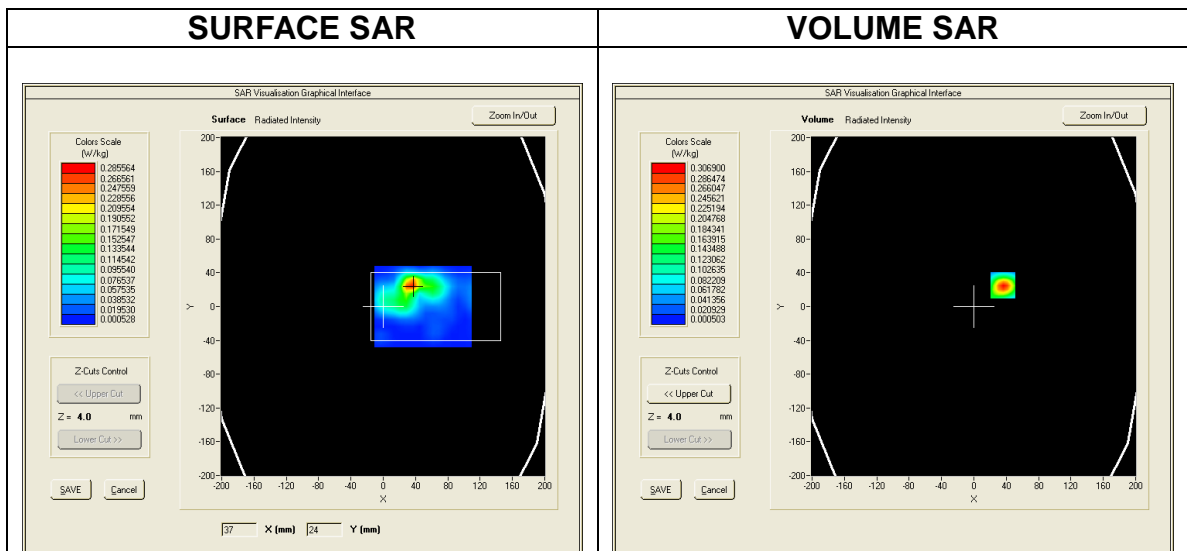 SURFACE SAR
VOLUME SAR
SAR Visualisation Graphical Interface
Surface Radiated Intensity
Zoom In/Out
Colors Scale
(W/kg)
0.285564
0.266561
0.247559
0.228556
0.209554
0.190552
0.171549
0.152547
0.133544
0.114542
0.095540
0.076537
0.057535
0.038532
0.019530
0.000528
Z-Cuts Control
<< Upper Cut
Z = 4.0 mm
Lower Cut >>
SAVE
Cancel
200
160
120
80
40
0
-40
-80
-120
-160
-200
Y
-200 -160 -120 -80 -40 0 40 80 120 160 200
X
37 X (mm) 24 Y (mm)
SAR Visualisation Graphical Interface
Volume Radiated Intensity
Zoom In/Out
Colors Scale
(W/kg)
0.306900
0.286474
0.266047
0.245621
0.225194
0.204768
0.184341
0.163915
0.143488
0.123062
0.102635
0.082209
0.061782
0.041356
0.020929
0.000503
Z-Cuts Control
<< Upper Cut
Z = 4.0 mm
Lower Cut >>
SAVE
Cancel
200
160
120
80
40
0
-40
-80
-120
-160
-200
Y
-200 -160 -120 -80 -40 0 40 80 120 160 200
X